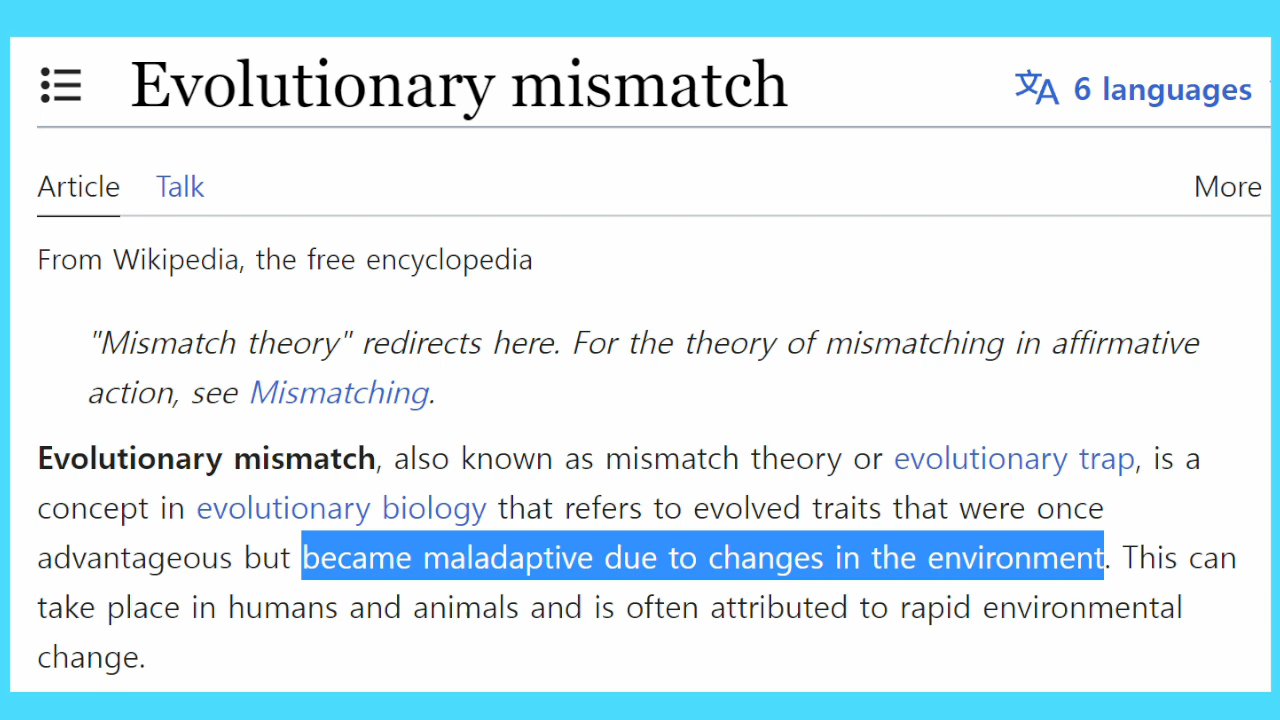 Evolutionary mismatch
6 languages
Article Talk More
From Wikipedia, the free encyclopedia
"Mismatch theory" redirects here. For the theory of mismatching in affirmative
action, see Mismatching.
Evolutionary mismatch, also known as mismatch theory or evolutionary trap, is a
concept in evolutionary biology that refers to evolved traits that were once
advantageous but became maladaptive due to changes in the environment. This can
take place in humans and animals and is often attributed to rapid environmental
change.